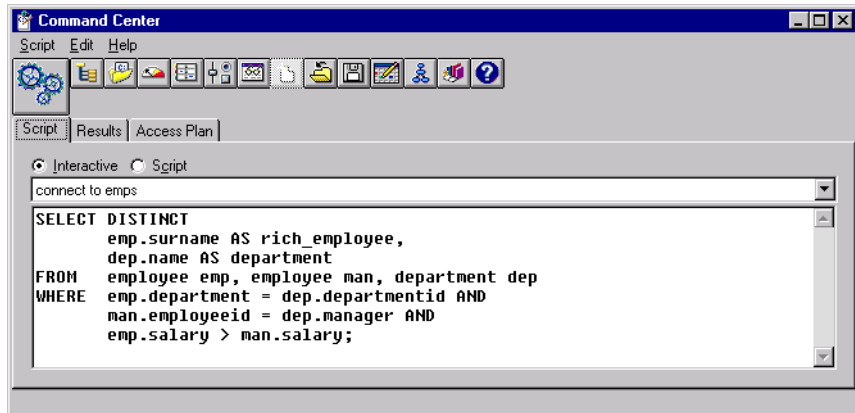 Command Center
Script Edit Help
Script Results Access Plan
Interactive Script
connect to emps
SELECT DISTINCT
emp.surname AS rich_employee,
dep.name AS department
FROM employee emp, employee man, department dep
WHERE emp.department = dep.departmentid AND
man.employeeid = dep.manager AND
emp.salary > man.salary;